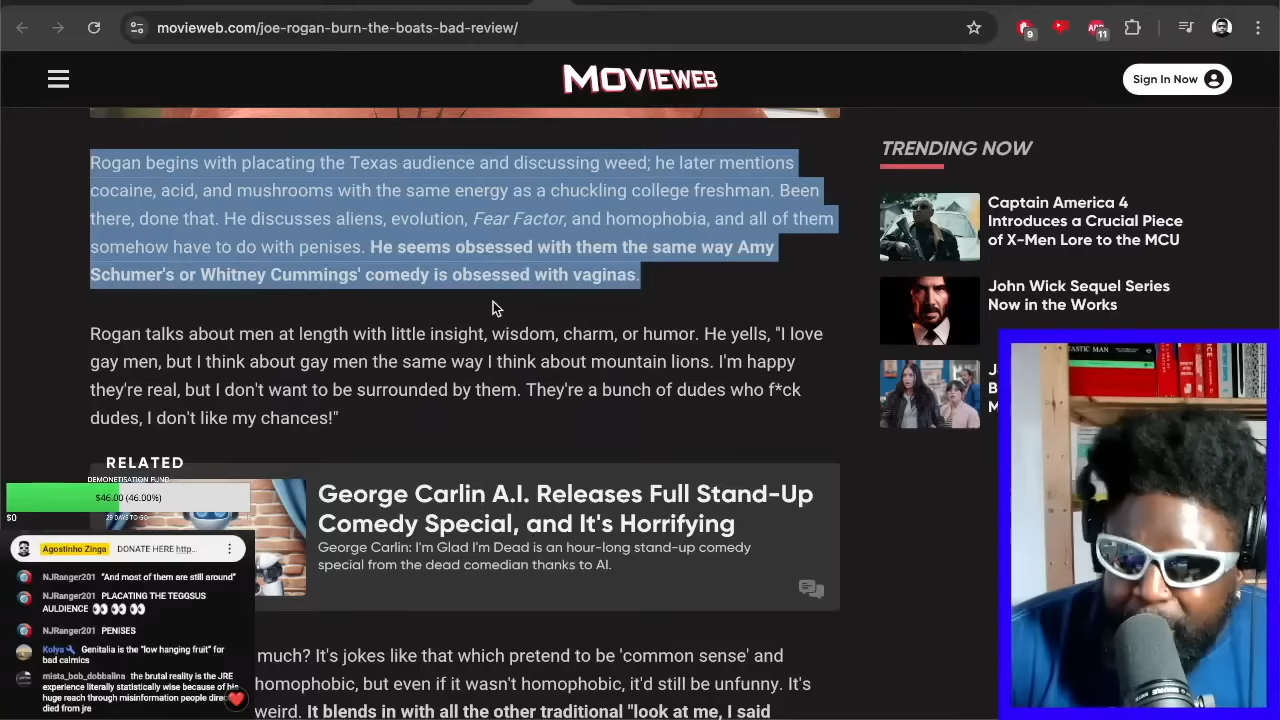 movieweb.com/joe-rogan-burn-the-boats-bad-review/
9
11
MOVIEWEB
Sign In Now
Rogan begins with placating the Texas audience and discussing weed; he later mentions
cocaine, acid, and mushrooms with the same energy as a chuckling college freshman. Been
there, done that. He discusses aliens, evolution, Fear Factor, and homophobia, and all of them
somehow have to do with penises. He seems obsessed with them the same way Amy
Schumer's or Whitney Cummings' comedy is obsessed with vaginas.
Rogan talks about men at length with little insight, wisdom, charm, or humor. He yells, "I love
gay men, but I think about gay men the same way I think about mountain lions. I'm happy
they're real, but I don't want to be surrounded by them. They're a bunch of dudes who f*ck
dudes, I don't like my chances!"
RELATED
George Carlin A.I. Releases Full Stand-Up
Comedy Special, and It's Horrifying
George Carlin: I'm Glad I'm Dead is an hour-long stand-up comedy
special from the dead comedian thanks to AI.
much? It's jokes like that which pretend to be 'common sense' and
homophobic, but even if it wasn't homophobic, it'd still be unfunny. It's
weird. It blends in with all the other traditional "look at me, I said
TRENDING NOW
Captain America 4
Introduces a Crucial Piece
of X-Men Lore to the MCU
John Wick Sequel Series
Now in the Works
J
B
M
DEMONETISATION FUND
$46.00 (46.00%)
$0
Agostinho Zinga DONATE HERE http...
NJRanger201 "And most of them are still around"
NJRanger201 PLACATING THE TEGGSUS
AULDIENCE
NJRanger201 PENISES
Kolya Genitalia is the "low hanging fruit" for
bad calmics
mista_bob_dobbalina the brutal reality is the JRE
experience literally statistically wise because of his
huge reach through misinformation people dire
died from jre
TASTIC MAN